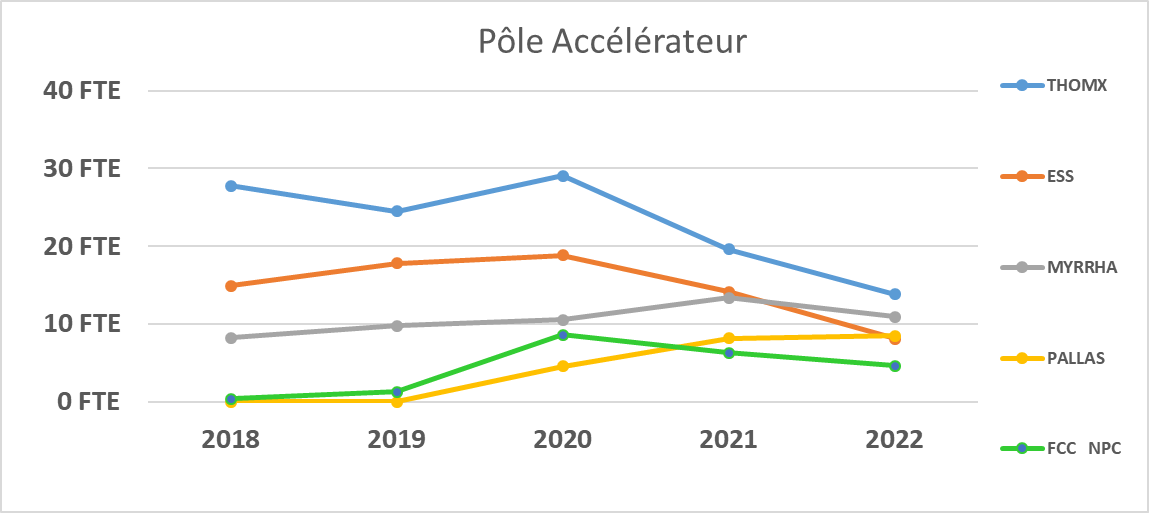 Pôle Accélérateur
40 FTE
30 FTE
20 FTE
10 FTE
0 FTE
2018 2019 2020 2021 2022
THOMX
ESS
MYRRHA
PALLAS
FCC NPC